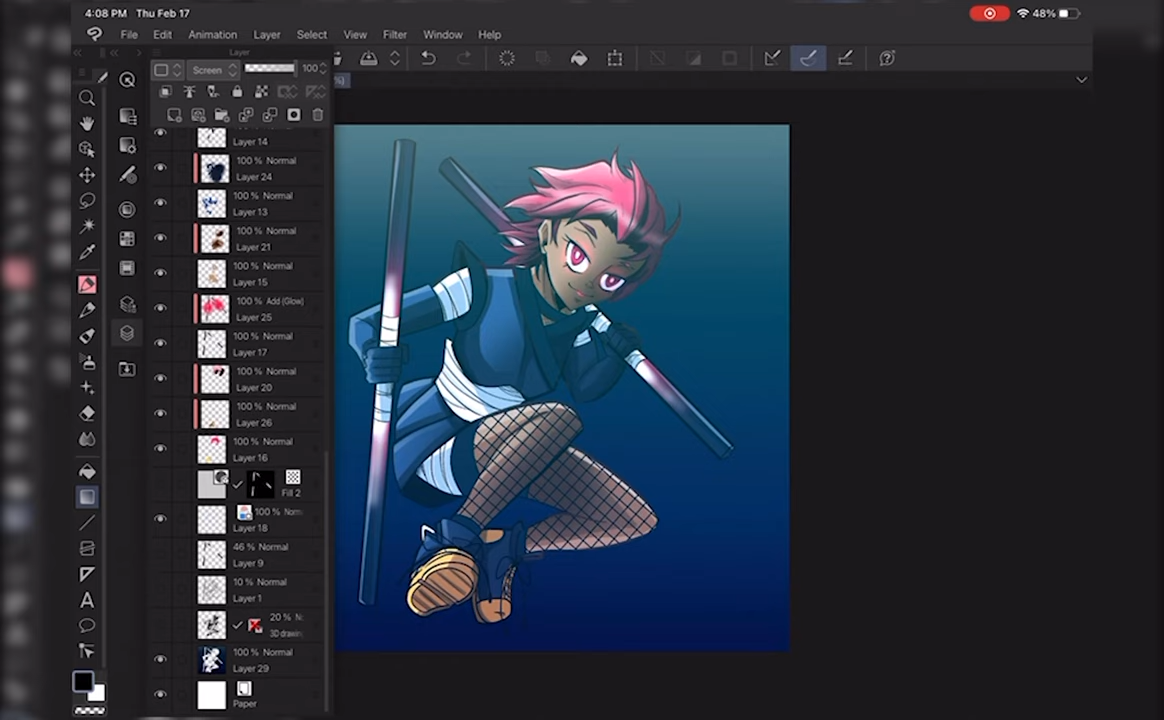 4:08 PM Thu Feb 17
48%
File Edit Animation Layer Select View Filter Window Help
Layer
Screen 100
Layer 14
100 % Normal
Layer 24
100 % Normal
Layer 13
100 % Normal
Layer 21
100 % Normal
Layer 15
100 % Add (Glow)
Layer 25
100 % Normal
Layer 17
100 % Normal
Layer 20
100 % Normal
Layer 26
100 % Normal
Layer 16
Fill 2
100 % Norm
Layer 18
46 % Normal
Layer 9
10 % Normal
Layer 1
20 % N
3D drawin
100 % Normal
Layer 29
Paper